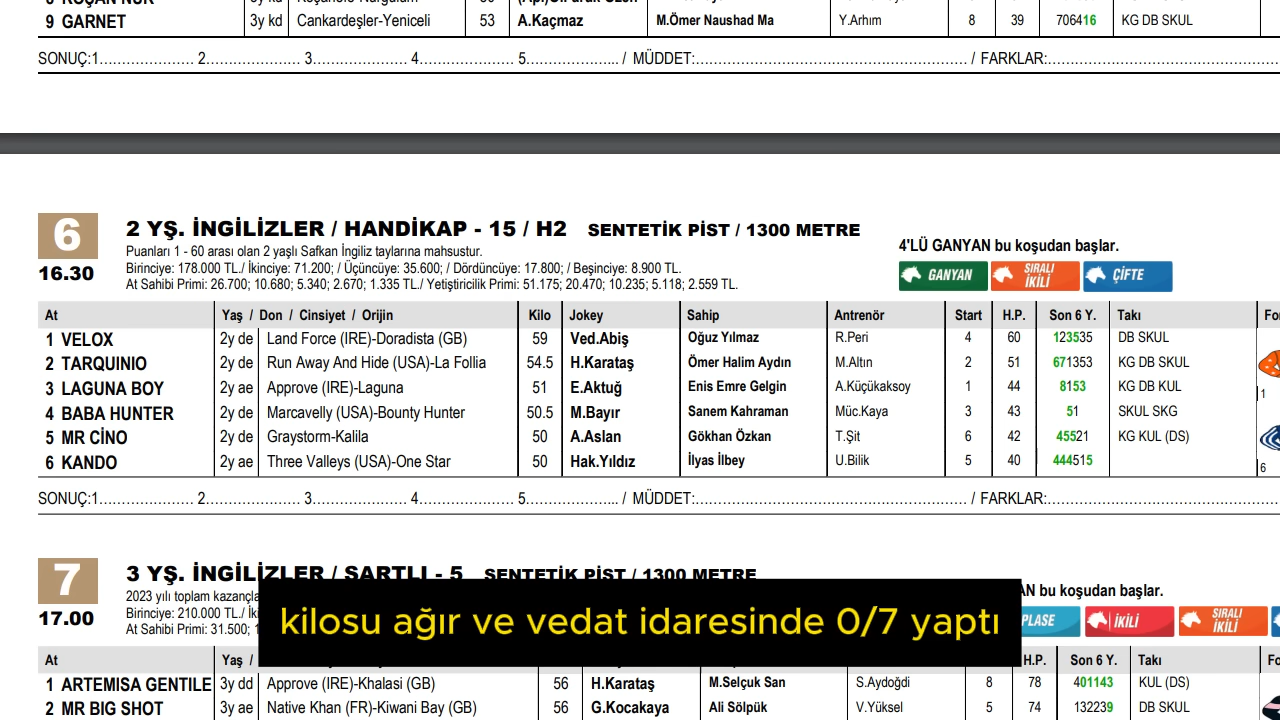 9 GARNET 3y kd Cankardeşler-Yeniceli 53 A.Kaçmaz M.Ömer Naushad Ma Y.Arhım 8 39 706416 KG DB SKUL
SONUÇ:1..................... 2..................... 3..................... 4..................... 5..................... / MÜDDET:............................................................ / FARKLAR:............................................................
6 2 YŞ. İNGİLİZLER / HANDİKAP - 15 / H2 SENTETİK PİST / 1300 METRE
Puanları 1 - 60 arası olan 2 yaşlı Safkan İngiliz taylarına mahsustur.
4'LÜ GANYAN bu koşudan başlar.
16.30 Birinciye: 178.000 TL./ İkinciye: 71.200; / Üçüncüye: 35.600; / Dördüncüye: 17.800; / Beşinciye: 8.900 TL.
GANYAN SIRALI İKİLİ ÇİFTE
At Sahibi Primi: 26.700; 10.680; 5.340; 2.670; 1.335 TL./ Yetiştiricilik Primi: 51.175; 20.470; 10.235; 5.118; 2.559 TL.
At Yaş / Don / Cinsiyet / Orijin Kilo Jokey Sahip Antrenör Start H.P. Son 6 Y. Takı
1 VELOX 2y de Land Force (IRE)-Doradista (GB) 59 Ved.Abiş Oğuz Yılmaz R.Peri 4 60 123535 DB SKUL
2 TARQUINIO 2y de Run Away And Hide (USA)-La Follia 54.5 H.Karataş Ömer Halim Aydın M.Altın 2 51 671353 KG DB SKUL
3 LAGUNA BOY 2y ae Approve (IRE)-Laguna 51 E.Aktuğ Enis Emre Gelgin A.Küçükaksoy 1 44 8153 KG DB KUL 1
4 BABA HUNTER 2y de Marcavelly (USA)-Bounty Hunter 50.5 M.Bayır Sanem Kahraman Müc.Kaya 3 43 51 SKUL SKG
5 MR CİNO 2y de Graystorm-Kalila 50 A.Aslan Gökhan Özkan T.Şit 6 42 45521 KG KUL (DS)
6 KANDO 2y ae Three Valleys (USA)-One Star 50 Hak.Yıldız İlyas İlbey U.Bilik 5 40 444515 6
SONUÇ:1..................... 2..................... 3..................... 4..................... 5..................... / MÜDDET:............................................................ / FARKLAR:............................................................
7 3 YŞ. İNGİLİZLER / ŞARTLI - 5 SENTETİK PİST / 1300 METRE
2023 yılı toplam kazançla
bu koşudan başlar.
17.00 Birinciye: 210.000 TL./
PLASE İKİLİ SIRALI İKİLİ
At Sahibi Primi: 31.500;
kilosu ağır ve vedat idaresinde 0/7 yaptı
At Yaş / H.P. Son 6 Y. Takı
1 ARTEMISA GENTILE 3y dd Approve (IRE)-Khalasi (GB) 56 H.Karataş M.Selçuk San S.Aydoğdi 8 78 401143 KUL (DS)
2 MR BIG SHOT 3y ae Native Khan (FR)-Kiwani Bay (GB) 56 G.Kocakaya Ali Sölpük V.Yüksel 5 74 132239 DB